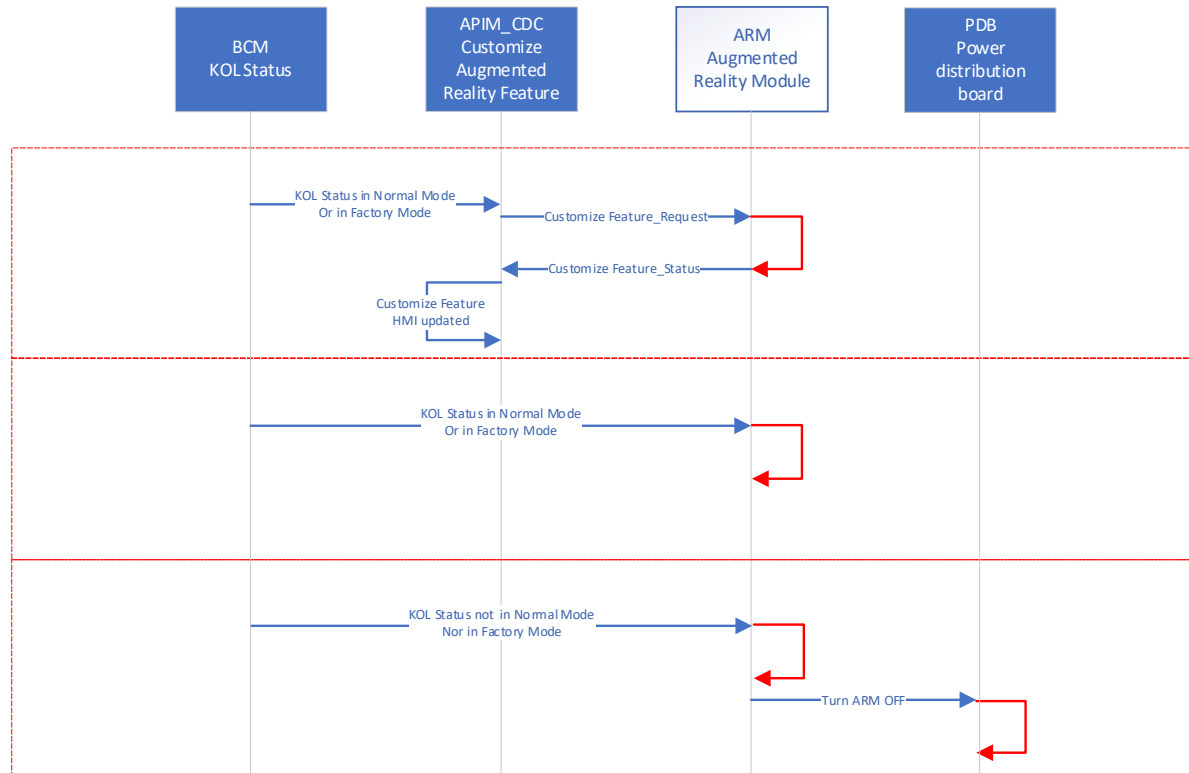 BCM
KOL Status
APIM_CDC
Customize
Augmented
Reality Feature
ARM
Augmented
Reality Module
PDB
Power
distribution
board
KOL Status in Normal Mode
Or in Factory Mode
Customize Feature_Request
Customize Feature_Status
Customize Feature
HMI updated
KOL Status in Normal Mode
Or in Factory Mode
KOL Status not in Normal Mode
Nor in Factory Mode
Turn ARM OFF